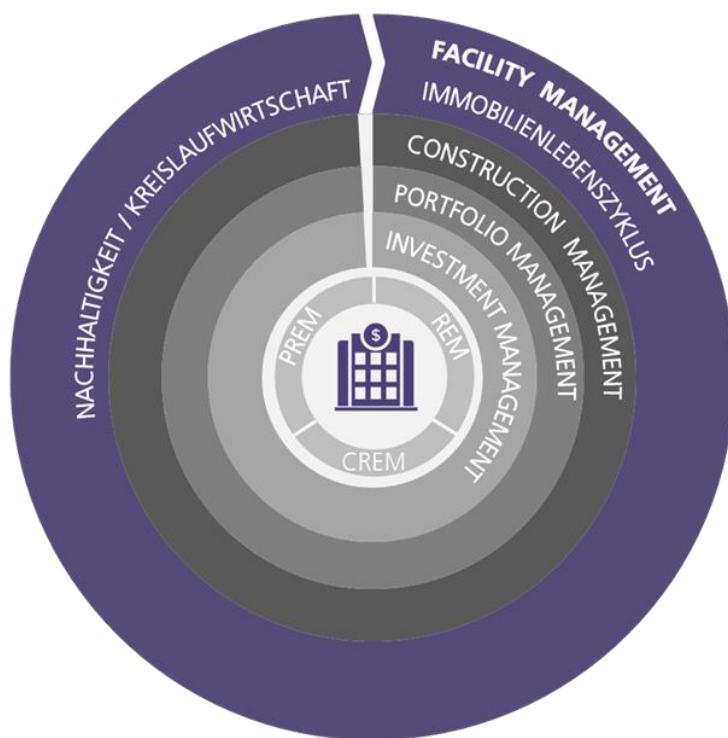 FACILITY MANAGEMENT
IMMOBILIENLEBENSZYKLUS
NACHHALTIGKEIT / KREISLAUFWIRTSCHAFT
CONSTRUCTION MANAGEMENT
PORTFOLIO MANAGEMENT
INVESTMENT MANAGEMENT
PREM
REM
CREM
$